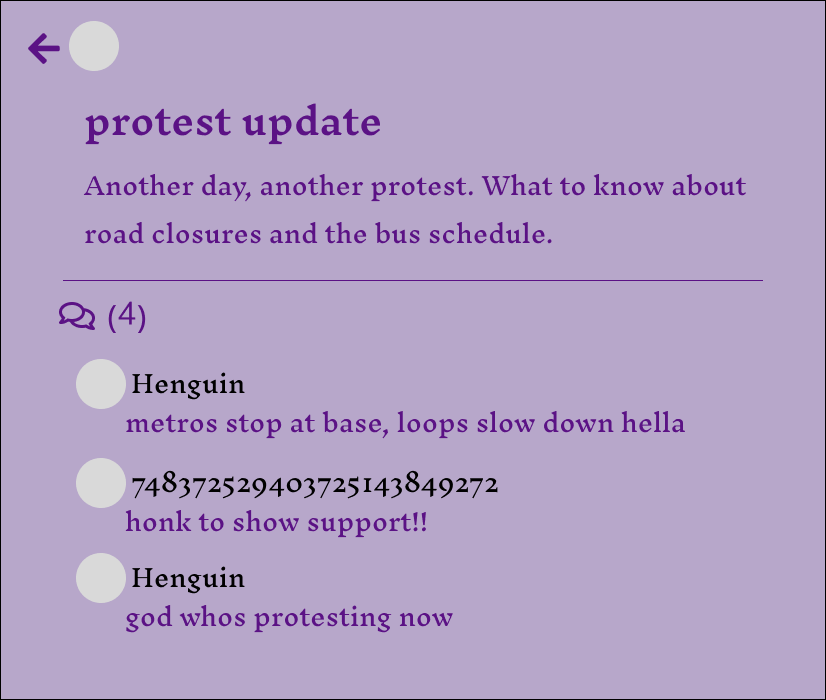 protest update
Another day, another protest. What to know about
road closures and the bus schedule.
(4)
Henguin
metros stop at base, loops slow down hella
748372529403725143849272
honk to show support!!
Henguin
god whos protesting now